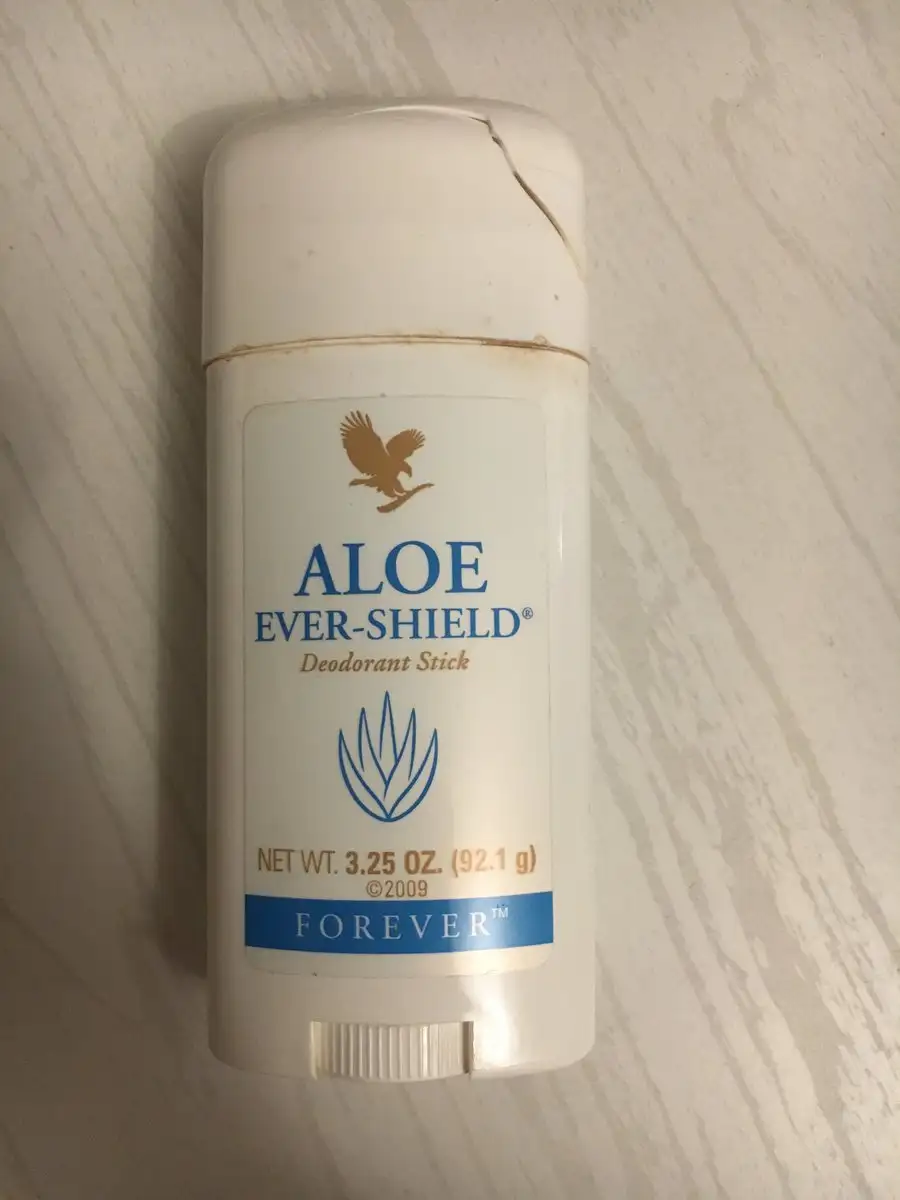 ALOE
EVER-SHIELD®
Deodorant Stick
NET WT. 3.25 OZ. (92.1 g)
©2009
FOREVER™